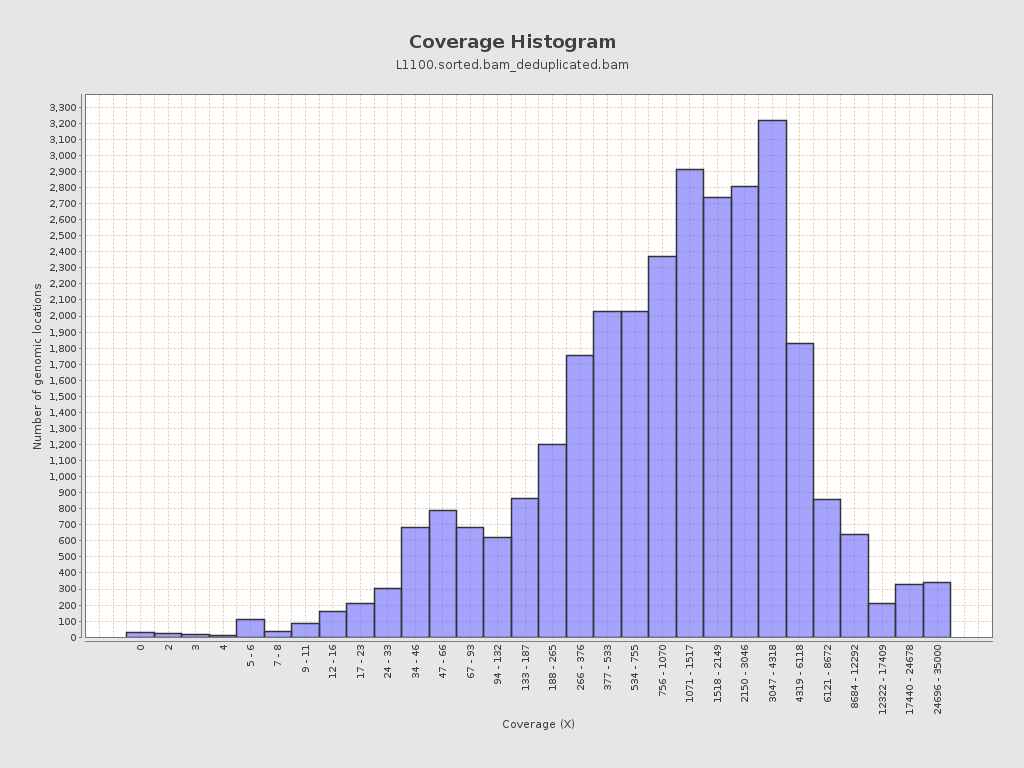 Coverage Histogram
L1100.sorted.bam_deduplicated.bam
Number of genomic locations
3,300
3,200
3,100
3,000
2,900
2,800
2,700
2,600
2,500
2,400
2,300
2,200
2,100
2,000
1,900
1,800
1,700
1,600
1,500
1,400
1,300
1,200
1,100
1,000
900
800
700
600
500
400
300
200
100
0
0
2
3
4
5 - 6
7 - 8
9 - 11
12 - 16
17 - 23
24 - 33
34 - 46
47 - 66
67 - 93
94 - 132
133 - 187
188 - 265
266 - 376
377 - 533
534 - 755
756 - 1070
1071 - 1517
1518 - 2149
2150 - 3046
3047 - 4318
4319 - 6118
6121 - 8672
8684 - 12292
12322 - 17409
17440 - 24678
24696 - 35000
Coverage (X)